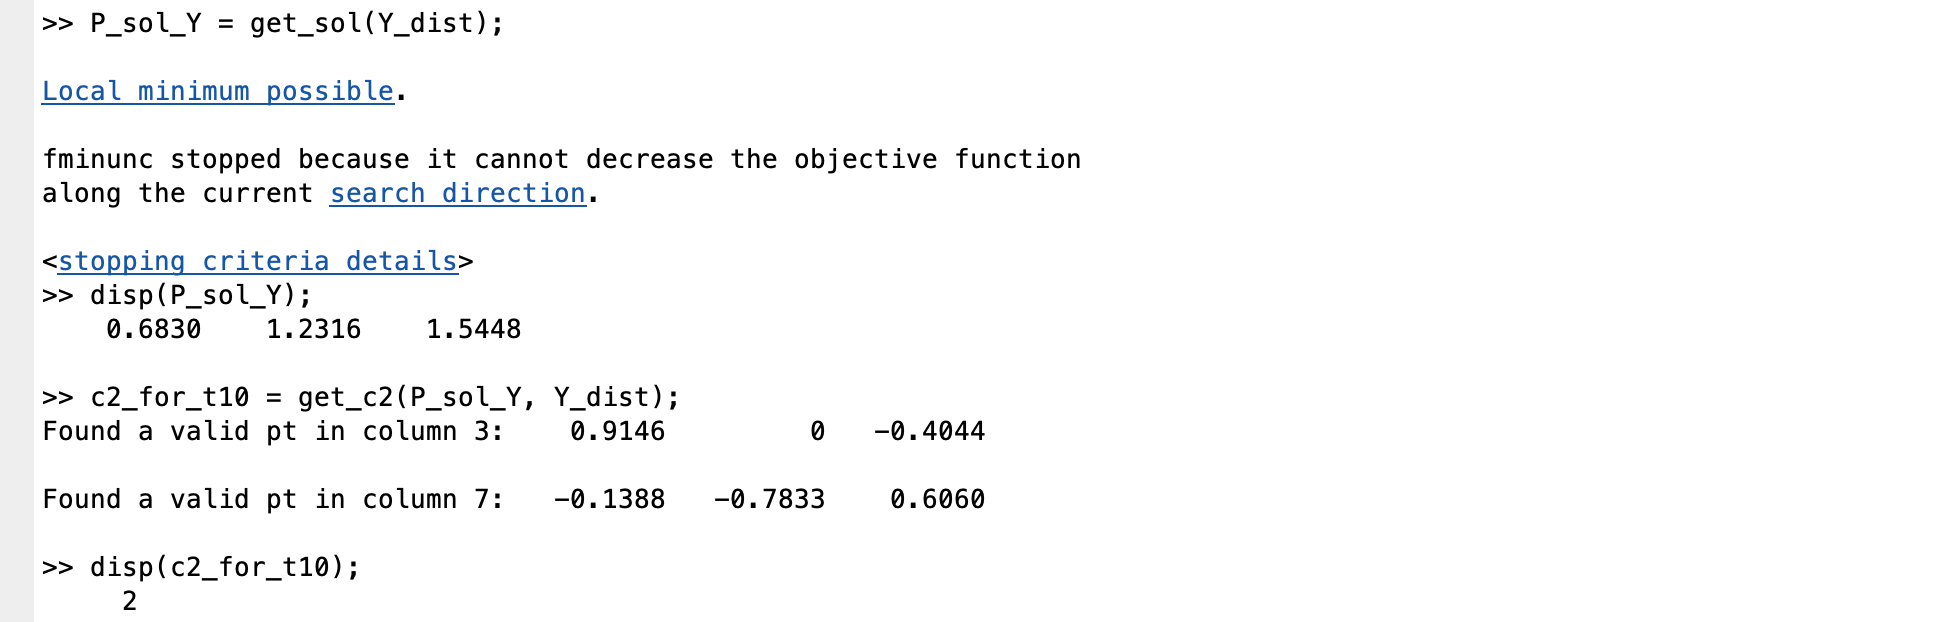 >> P_sol_Y = get_sol(Y_dist);
Local minimum possible.
fminunc stopped because it cannot decrease the objective function
along the current search direction.
<stopping criteria details>
>> disp(P_sol_Y);
0.6830    1.2316    1.5448
>> c2_for_t10 = get_c2(P_sol_Y, Y_dist);
Found a valid pt in column 3:    0.9146         0   -0.4044
Found a valid pt in column 7:   -0.1388   -0.7833    0.6060
>> disp(c2_for_t10);
2